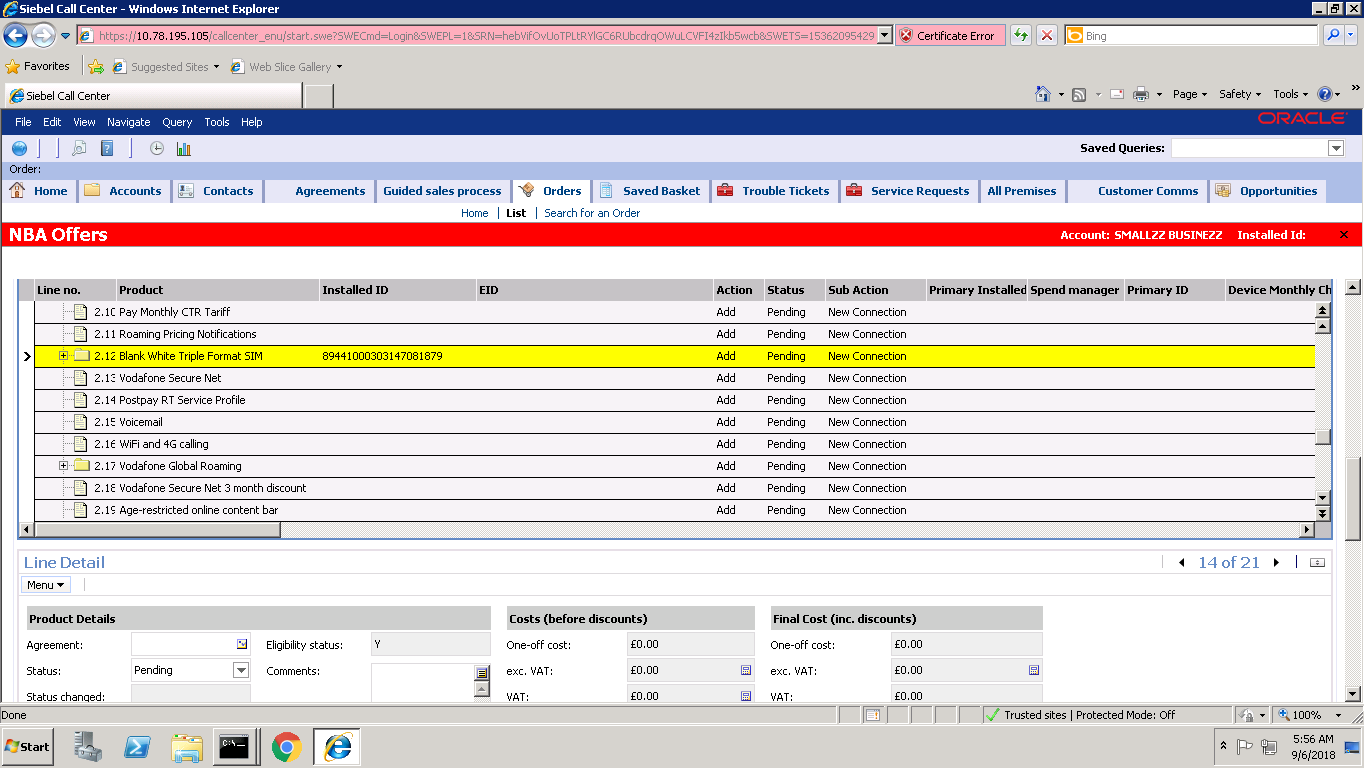 Siebel Call Center - Windows Internet Explorer
https://10.78.195.105/callcenter_enu/start.swe?SWECmd=Login&SWEPL=1&SRN=hebVifOvUoTPLtRYlGC6RUbcdrqOWuLCVFI4zIkb5wcb&SWETS=15362095429 Certificate Error Bing
Favorites Suggested Sites Web Slice Gallery
Siebel Call Center Page Safety Tools
File Edit View Navigate Query Tools Help ORACLE
Saved Queries:
Order:
Home Accounts Contacts Agreements Guided sales process Orders Saved Basket Trouble Tickets Service Requests All Premises Customer Comms Opportunities
Home List Search for an Order
NBA Offers Account: SMALLZZ BUSINEZZ Installed Id:
Line no. Product Installed ID EID Action Status Sub Action Primary Installed Spend manager Primary ID Device Monthly Ch
2.10 Pay Monthly CTR Tariff Add Pending New Connection
2.11 Roaming Pricing Notifications Add Pending New Connection
2.12 Blank White Triple Format SIM 89441000303147081879 Add Pending New Connection
2.13 Vodafone Secure Net Add Pending New Connection
2.14 Postpay RT Service Profile Add Pending New Connection
2.15 Voicemail Add Pending New Connection
2.16 WiFi and 4G calling Add Pending New Connection
2.17 Vodafone Global Roaming Add Pending New Connection
2.18 Vodafone Secure Net 3 month discount Add Pending New Connection
2.19 Age-restricted online content bar Add Pending New Connection
Line Detail 14 of 21
Menu
Product Details Costs (before discounts) Final Cost (inc. discounts)
Agreement: Eligibility status: Y One-off cost: £0.00 One-off cost: £0.00
Status: Pending Comments: exc. VAT: £0.00 exc. VAT: £0.00
Status changed: VAT: £0.00 VAT: £0.00
Done Trusted sites | Protected Mode: Off 100%
Start 5:56 AM
9/6/2018